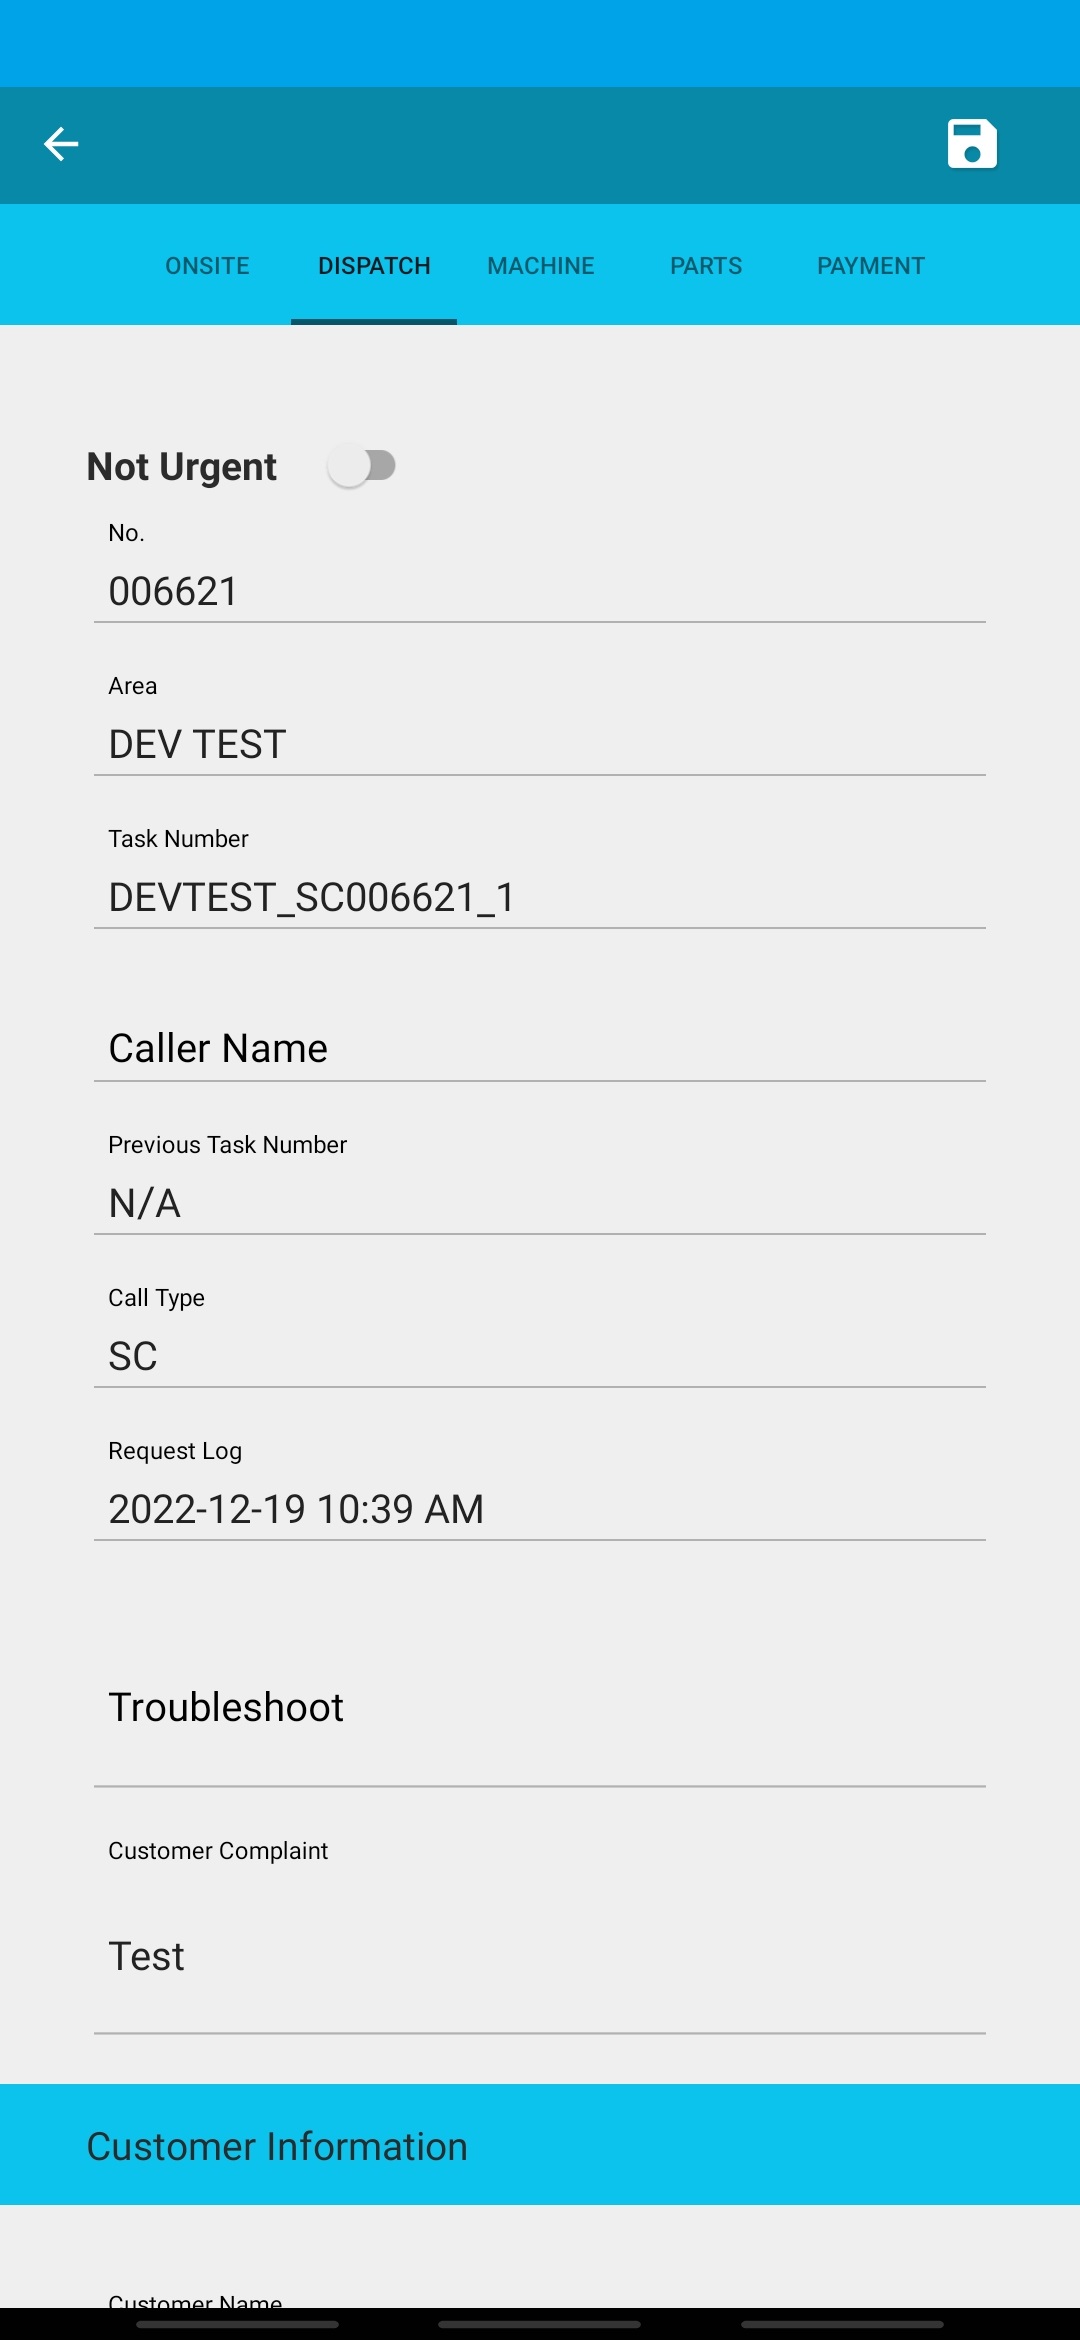 ONSITE DISPATCH MACHINE PARTS PAYMENT
Not Urgent
No.
006621
Area
DEV TEST
Task Number
DEVTEST_SC006621_1
Caller Name
Previous Task Number
N/A
Call Type
SC
Request Log
2022-12-19 10:39 AM
Troubleshoot
Customer Complaint
Test
Customer Information
Customer Name